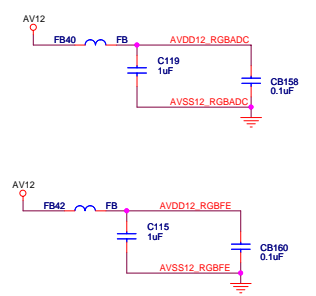 AV12
FB40 FB AVDD12_RGBADC
C119
1uF
CB158
0.1uF
AVSS12_RGBADC
AV12
FB42 FB AVDD12_RGBFE
C115
1uF
CB160
0.1uF
AVSS12_RGBFE